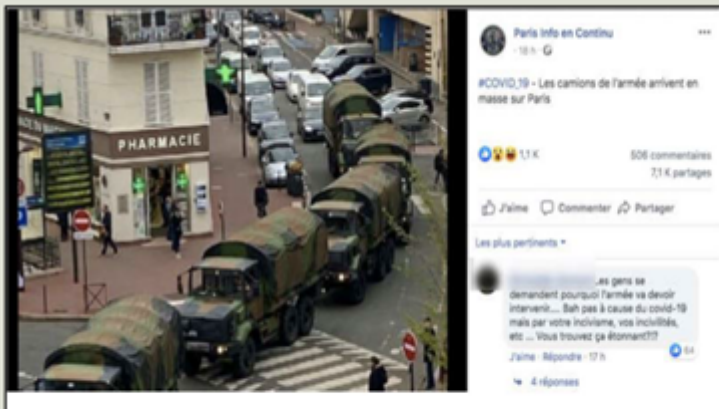 PHARMACIE
Paris Info en Continu
18 h
#COVID_19 - Les camions de l'armée arrivent en
masse sur Paris
1,1 K
506 commentaires
7,1 K partages
J'aime Commenter Partager
Les plus pertinents
Les gens se
demandent pourquoi l'armée va devoir
intervenir.... Bah pas à cause du covid-19
mais par votre incivisme, vos incivilités,
etc ... Vous trouvez ça étonnant?!?
64
J'aime · Répondre · 17 h
4 réponses